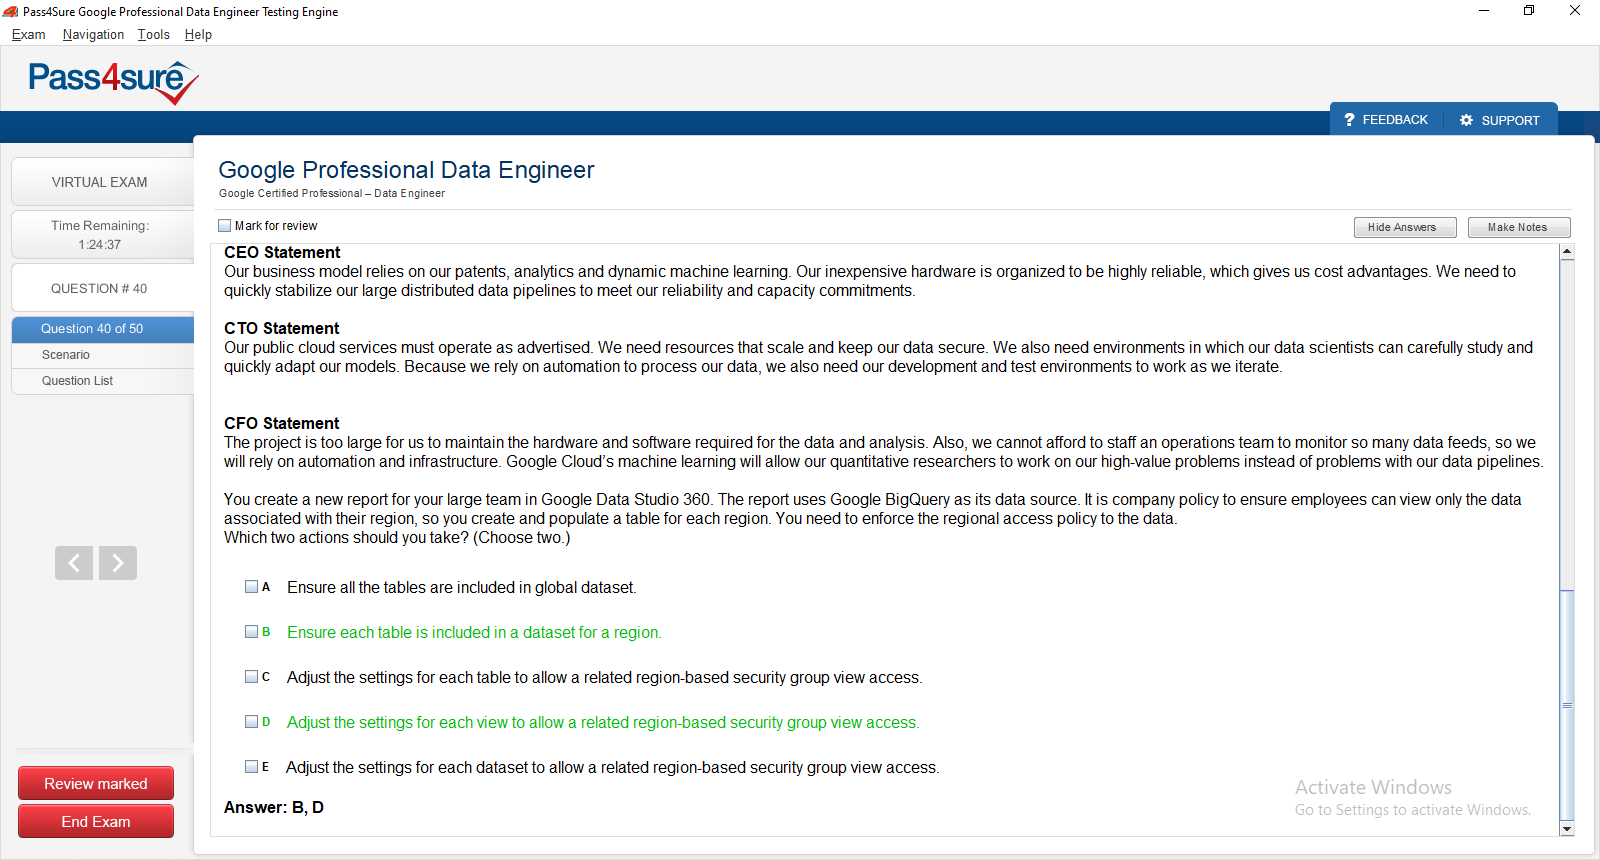 Pass4Sure Google Professional Data Engineer Testing Engine
Exam Navigation Tools Help
Pass4sure
? FEEDBACK SUPPORT
VIRTUAL EXAM
Time Remaining:
1:24:37
QUESTION # 40
Question 40 of 50
Scenario
Question List
Review marked
End Exam
Google Professional Data Engineer
Google Certified Professional – Data Engineer
Mark for review
Hide Answers Make Notes
CEO Statement
Our business model relies on our patents, analytics and dynamic machine learning. Our inexpensive hardware is organized to be highly reliable, which gives us cost advantages. We need to
quickly stabilize our large distributed data pipelines to meet our reliability and capacity commitments.
CTO Statement
Our public cloud services must operate as advertised. We need resources that scale and keep our data secure. We also need environments in which our data scientists can carefully study and
quickly adapt our models. Because we rely on automation to process our data, we also need our development and test environments to work as we iterate.
CFO Statement
The project is too large for us to maintain the hardware and software required for the data and analysis. Also, we cannot afford to staff an operations team to monitor so many data feeds, so we
will rely on automation and infrastructure. Google Cloud’s machine learning will allow our quantitative researchers to work on our high-value problems instead of problems with our data pipelines.
You create a new report for your large team in Google Data Studio 360. The report uses Google BigQuery as its data source. It is company policy to ensure employees can view only the data
associated with their region, so you create and populate a table for each region. You need to enforce the regional access policy to the data.
Which two actions should you take? (Choose two.)
A Ensure all the tables are included in global dataset.
B Ensure each table is included in a dataset for a region.
C Adjust the settings for each table to allow a related region-based security group view access.
D Adjust the settings for each view to allow a related region-based security group view access.
E Adjust the settings for each dataset to allow a related region-based security group view access.
Answer: B, D
Activate Windows
Go to Settings to activate Windows.